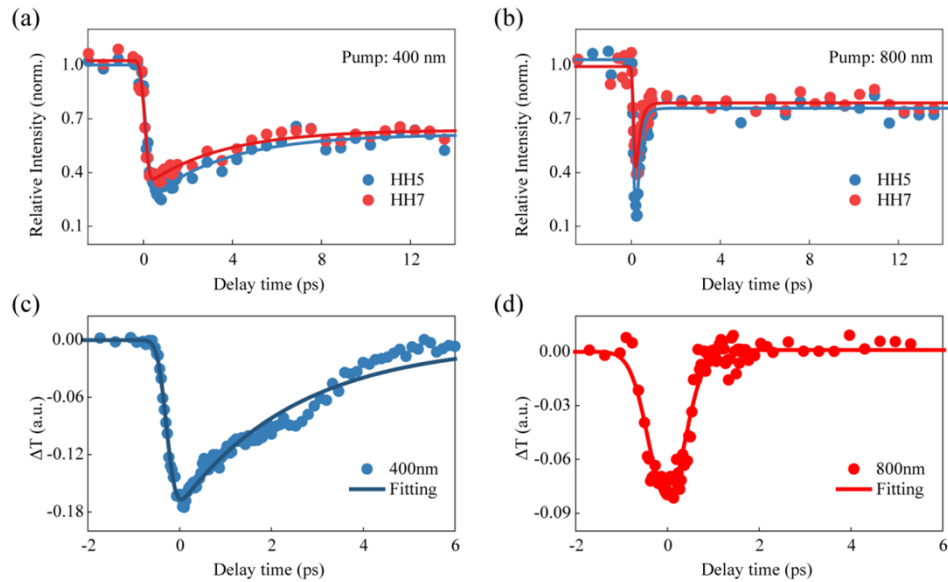 (a)
Relative Intensity (norm.)
1.0
0.7
0.4
0.1
Pump: 400 nm
HH5
HH7
0 4 8 12
Delay time (ps)
(b)
Relative Intensity (norm.)
1.0
0.7
0.4
0.1
Pump: 800 nm
HH5
HH7
0 4 8 12
Delay time (ps)
(c)
ΔT (a.u.)
0.00
-0.06
-0.12
-0.18
400nm
Fitting
-2 0 2 4 6
Delay time (ps)
(d)
ΔT (a.u.)
0.00
-0.03
-0.06
-0.09
800nm
Fitting
-2 0 2 4 6
Delay time (ps)